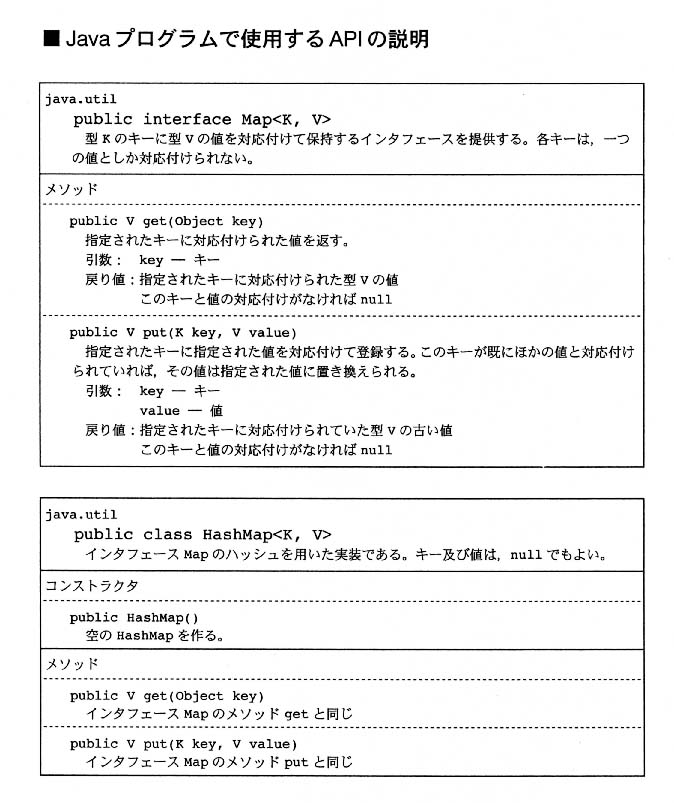 ■ Java プログラムで使用する API の説明
java.util
public interface Map<K, V>
型 K のキーに型 V の値を対応付けて保持するインタフェースを提供する。各キーは，一つ
の値としか対応付けられない。
メソッド
public V get(Object key)
指定されたキーに対応付けられた値を返す。
引数： key ― キー
戻り値：指定されたキーに対応付けられた型 V の値
このキーと値の対応付けがなければ null
public V put(K key, V value)
指定されたキーに指定された値を対応付けて登録する。このキーが既にほかの値と対応付け
られていれば，その値は指定された値に置き換えられる。
引数： key ― キー
value ― 値
戻り値：指定されたキーに対応付けられていた型 V の古い値
このキーと値の対応付けがなければ null
java.util
public class HashMap<K, V>
インタフェース Map のハッシュを用いた実装である。キー及び値は，null でもよい。
コンストラクタ
public HashMap()
空の HashMap を作る。
メソッド
public V get(Object key)
インタフェース Map のメソッド get と同じ
public V put(K key, V value)
インタフェース Map のメソッド put と同じ